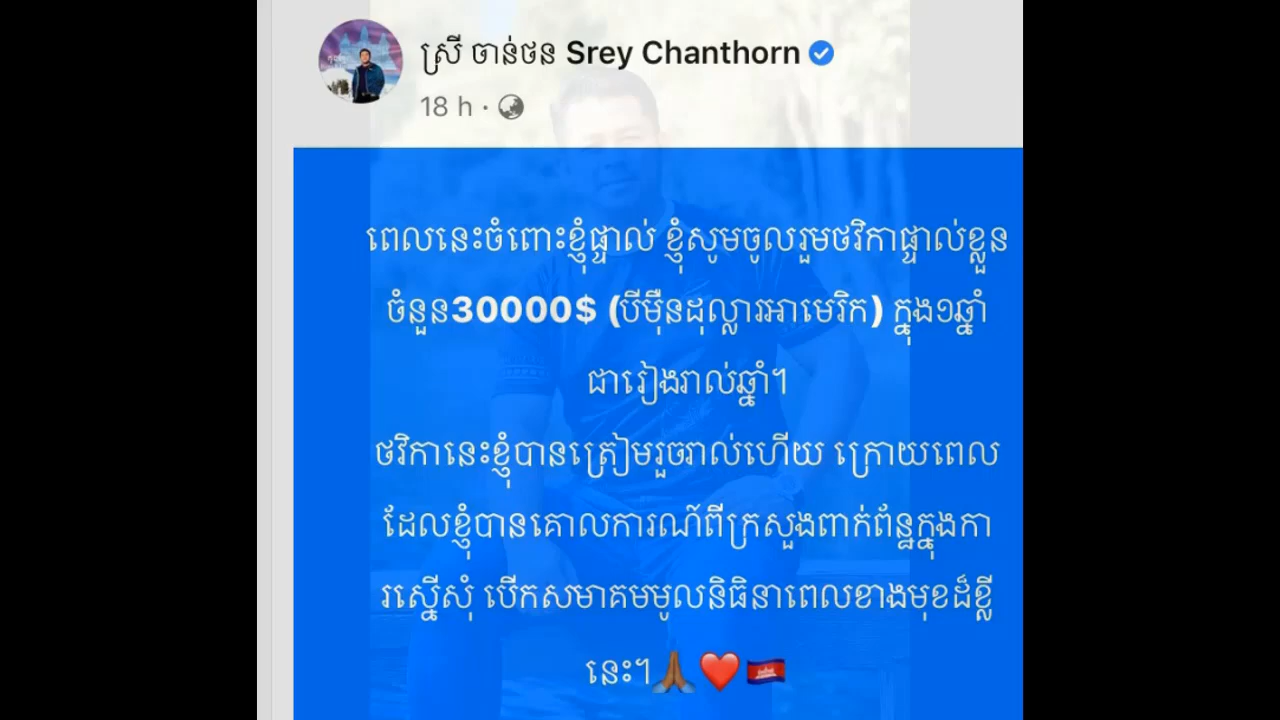 ស្រី ចាន់ថន Srey Chanthorn
18 h ·
ពេលនេះចំពោះខ្ញុំផ្ទាល់ ខ្ញុំសូមចូលរួមថវិកាផ្ទាល់ខ្លួន
ចំនួន30000$ (បីម៉ឺនដុល្លារអាមេរិក) ក្នុង១ឆ្នាំ
ជារៀងរាល់ឆ្នាំ។
ថវិកានេះខ្ញុំបានត្រៀមរួចរាល់ហើយ ក្រោយពេល
ដែលខ្ញុំបានគោលការណ៍ពីក្រសួងពាក់ព័ន្ឋក្នុងកា
រស្នើសុំ បើកសមាគមមូលនិធិនាពេលខាងមុខដ៏ខ្លី
នេះ។🙏🏾❤️🇰🇭